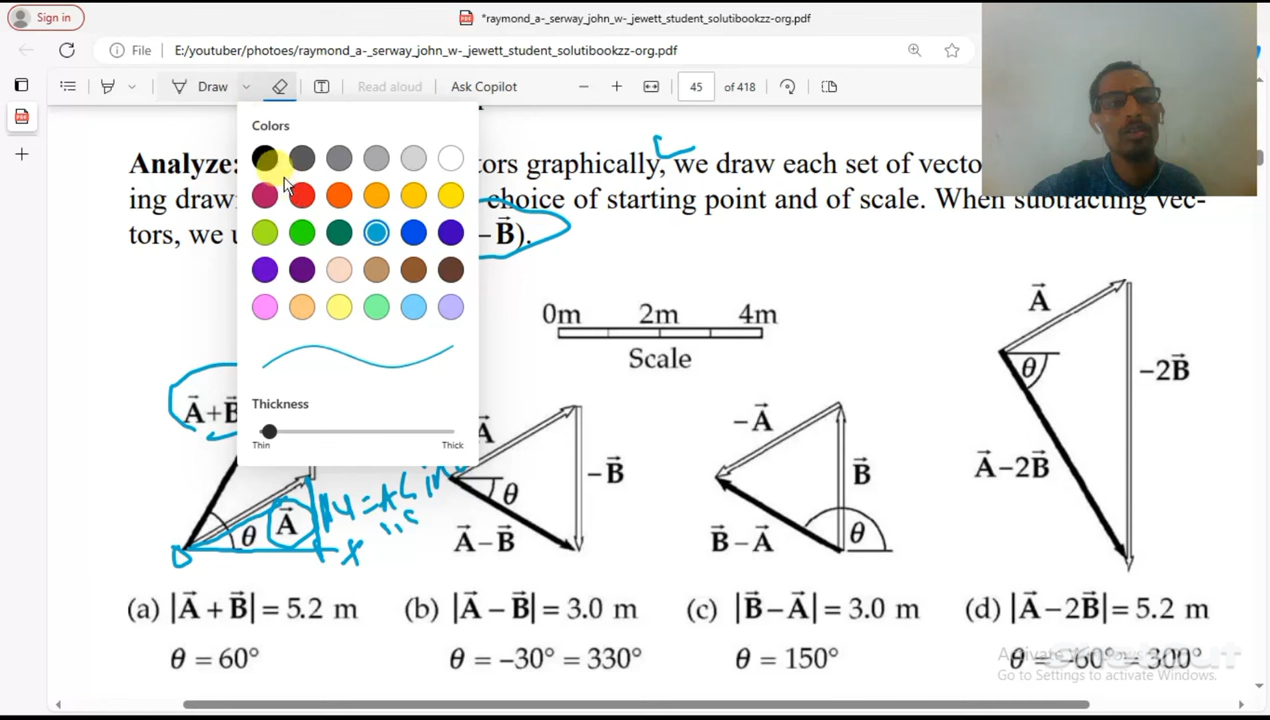 Sign in
*raymond_a-_serway_john_w-_jewett_student_solutibookzz-org.pdf
File
E:/youtuber/photoes/raymond_a-_serway_john_w-_jewett_student_solutibookzz-org.pdf
Draw
Read aloud
Ask Copilot
45 of 418
Colors
Thickness
Thin Thick
Analyze: tors graphically, we draw each set of vect
ing draw choice of starting point and of scale. When subtracting vec-
tors, we u −B⃗).
0m 2m 4m
Scale
A⃗+B
θ A⃗
y = A sin
x
A⃗
−B⃗
θ
A⃗−B⃗
−A⃗
B⃗
B⃗−A⃗
θ
A⃗
θ
−2B⃗
A⃗−2B⃗
(a) |A⃗ + B⃗| = 5.2 m (b) |A⃗ − B⃗| = 3.0 m (c) |B⃗ − A⃗| = 3.0 m (d) |A⃗ − 2B⃗| = 5.2 m
θ = 60° θ = −30° = 330° θ = 150° θ = −60° = 300°
Activate Windows
Go to Settings to activate Windows.